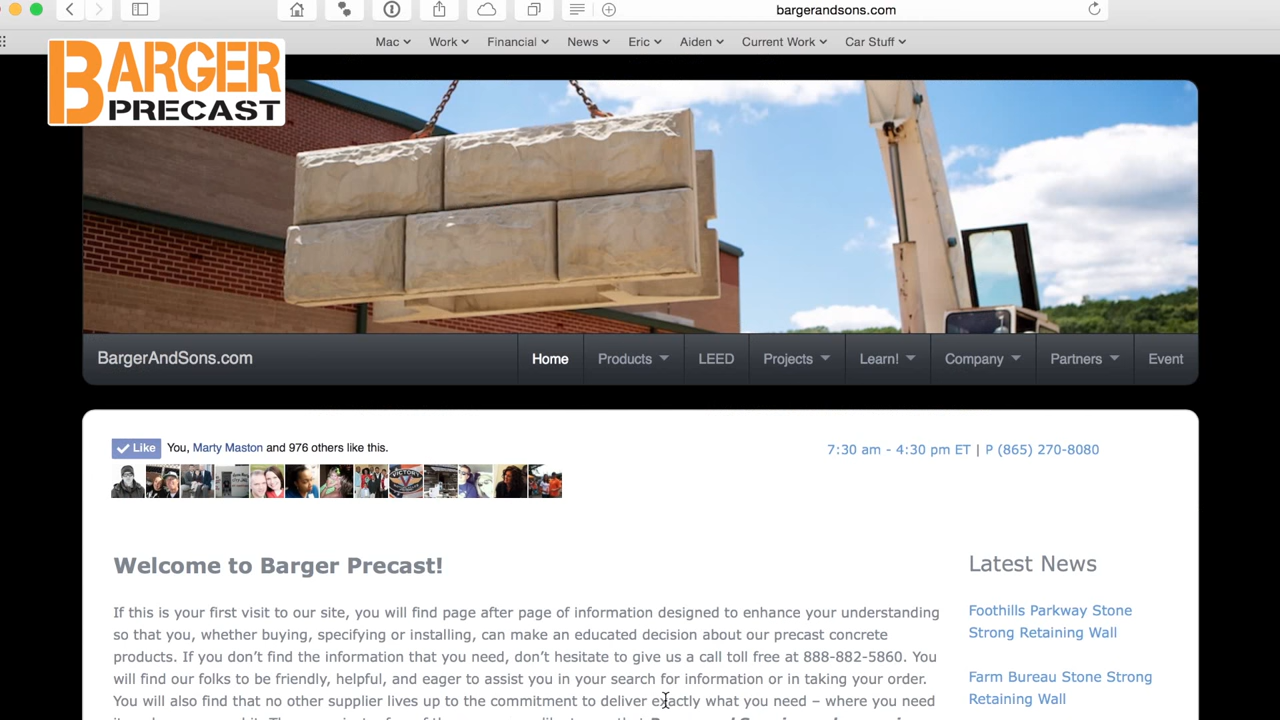 bargerandsons.com
Mac Work Financial News Eric Aiden Current Work Car Stuff
BARGER
PRECAST
BargerAndSons.com Home Products LEED Projects Learn! Company Partners Event
Like You, Marty Maston and 976 others like this.
7:30 am - 4:30 pm ET | P (865) 270-8080
VICTORY
Welcome to Barger Precast!
If this is your first visit to our site, you will find page after page of information designed to enhance your understanding
so that you, whether buying, specifying or installing, can make an educated decision about our precast concrete
products. If you don’t find the information that you need, don’t hesitate to give us a call toll free at 888-882-5860. You
will find our folks to be friendly, helpful, and eager to assist you in your search for information or in taking your order.
You will also find that no other supplier lives up to the commitment to deliver exactly what you need – where you need
Latest News
Foothills Parkway Stone
Strong Retaining Wall
Farm Bureau Stone Strong
Retaining Wall